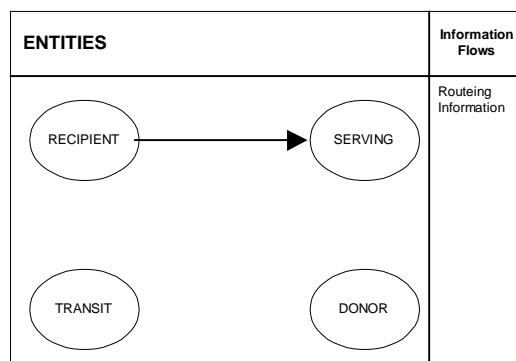 ENTITIES
Information
Flows
Routeing
Information
RECIPIENT
SERVING
TRANSIT
DONOR